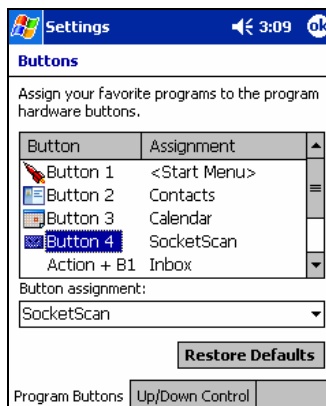 Settings 3:09 ok
Buttons
Assign your favorite programs to the program
hardware buttons.
Button Assignment
Button 1 <Start Menu>
Button 2 Contacts
Button 3 Calendar
Button 4 SocketScan
Action + B1 Inbox
Button assignment:
SocketScan
Restore Defaults
Program Buttons Up/Down Control